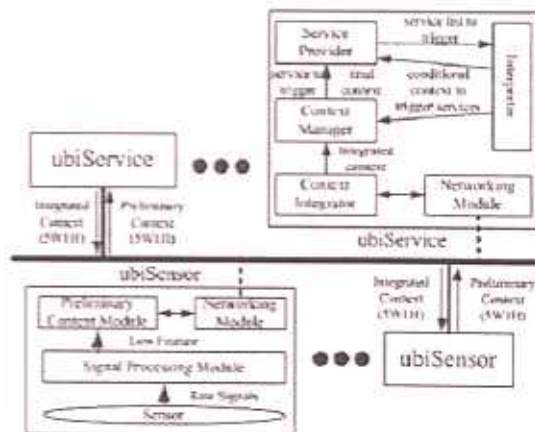 service list to
trigger
Service
Provider
Interpreter
service to
trigger
final
context
conditional
context to
trigger services
Context
Manager
Integrated
context
Context
Integrator
Networking
Module
ubiService
ubiService
Integrated
Context
(5W1H)
Preliminary
Context
(5W1H)
ubiSensor
Preliminary
Context Module
Networking
Module
Low Feature
Signal Processing Module
Raw Signals
Sensor
Integrated
Context
(5W1H)
Preliminary
Context
(5W1H)
ubiSensor